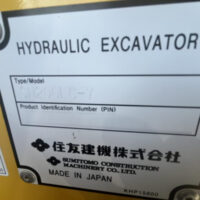 HYDRAULIC EXCAVATOR
Type/Model
Product Identification Number (PIN)
住友建機株式会社
SUMITOMO CONSTRUCTION
MACHINERY CO., LTD.
MADE IN JAPAN